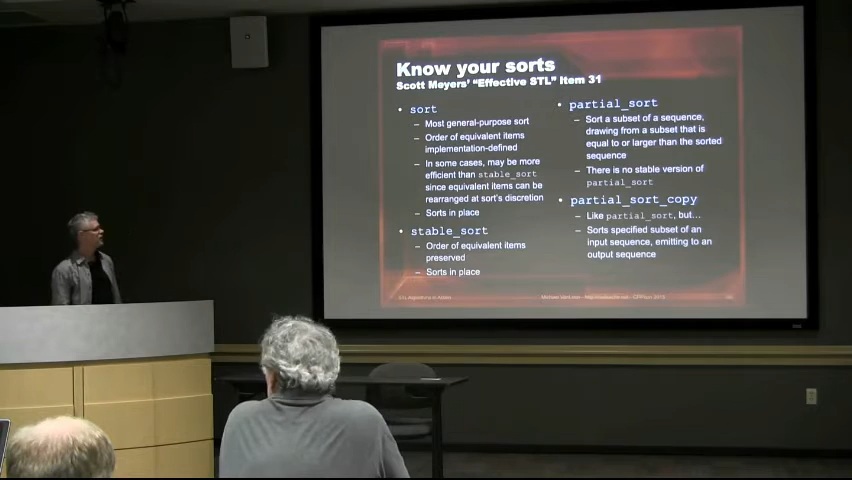 Know your sorts
Scott Meyers' "Effective STL" Item 31
• sort
– Most general-purpose sort
– Order of equivalent items
implementation-defined
– In some cases, may be more
efficient than stable_sort
since equivalent items can be
rearranged at sort's discretion
– Sorts in place
• stable_sort
– Order of equivalent items
preserved
– Sorts in place
• partial_sort
– Sort a subset of a sequence,
drawing from a subset that is
equal to or larger than the sorted
sequence
– There is no stable version of
partial_sort
• partial_sort_copy
– Like partial_sort, but…
– Sorts specified subset of an
input sequence, emitting to an
output sequence
STL Algorithms in Action